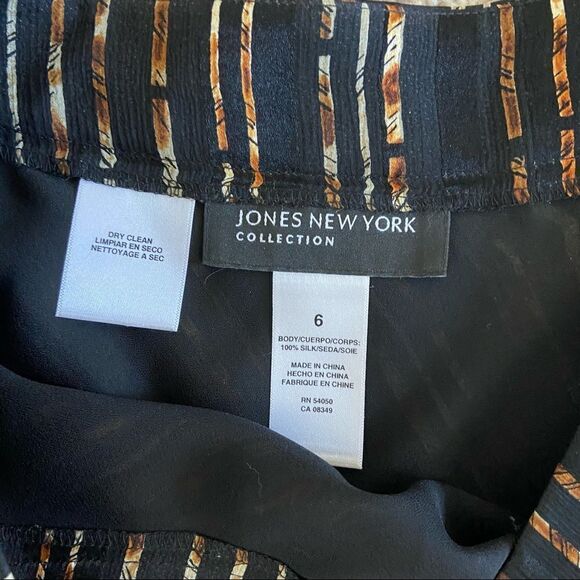 DRY CLEAN
LIMPIAR EN SECO
NETTOYAGE A SEC
JONES NEW YORK
COLLECTION
6
BODY/CUERPO/CORPS:
100% SILK/SEDA/SOIE
MADE IN CHINA
HECHO EN CHINA
FABRIQUE EN CHINE
RN 54050
CA 08349